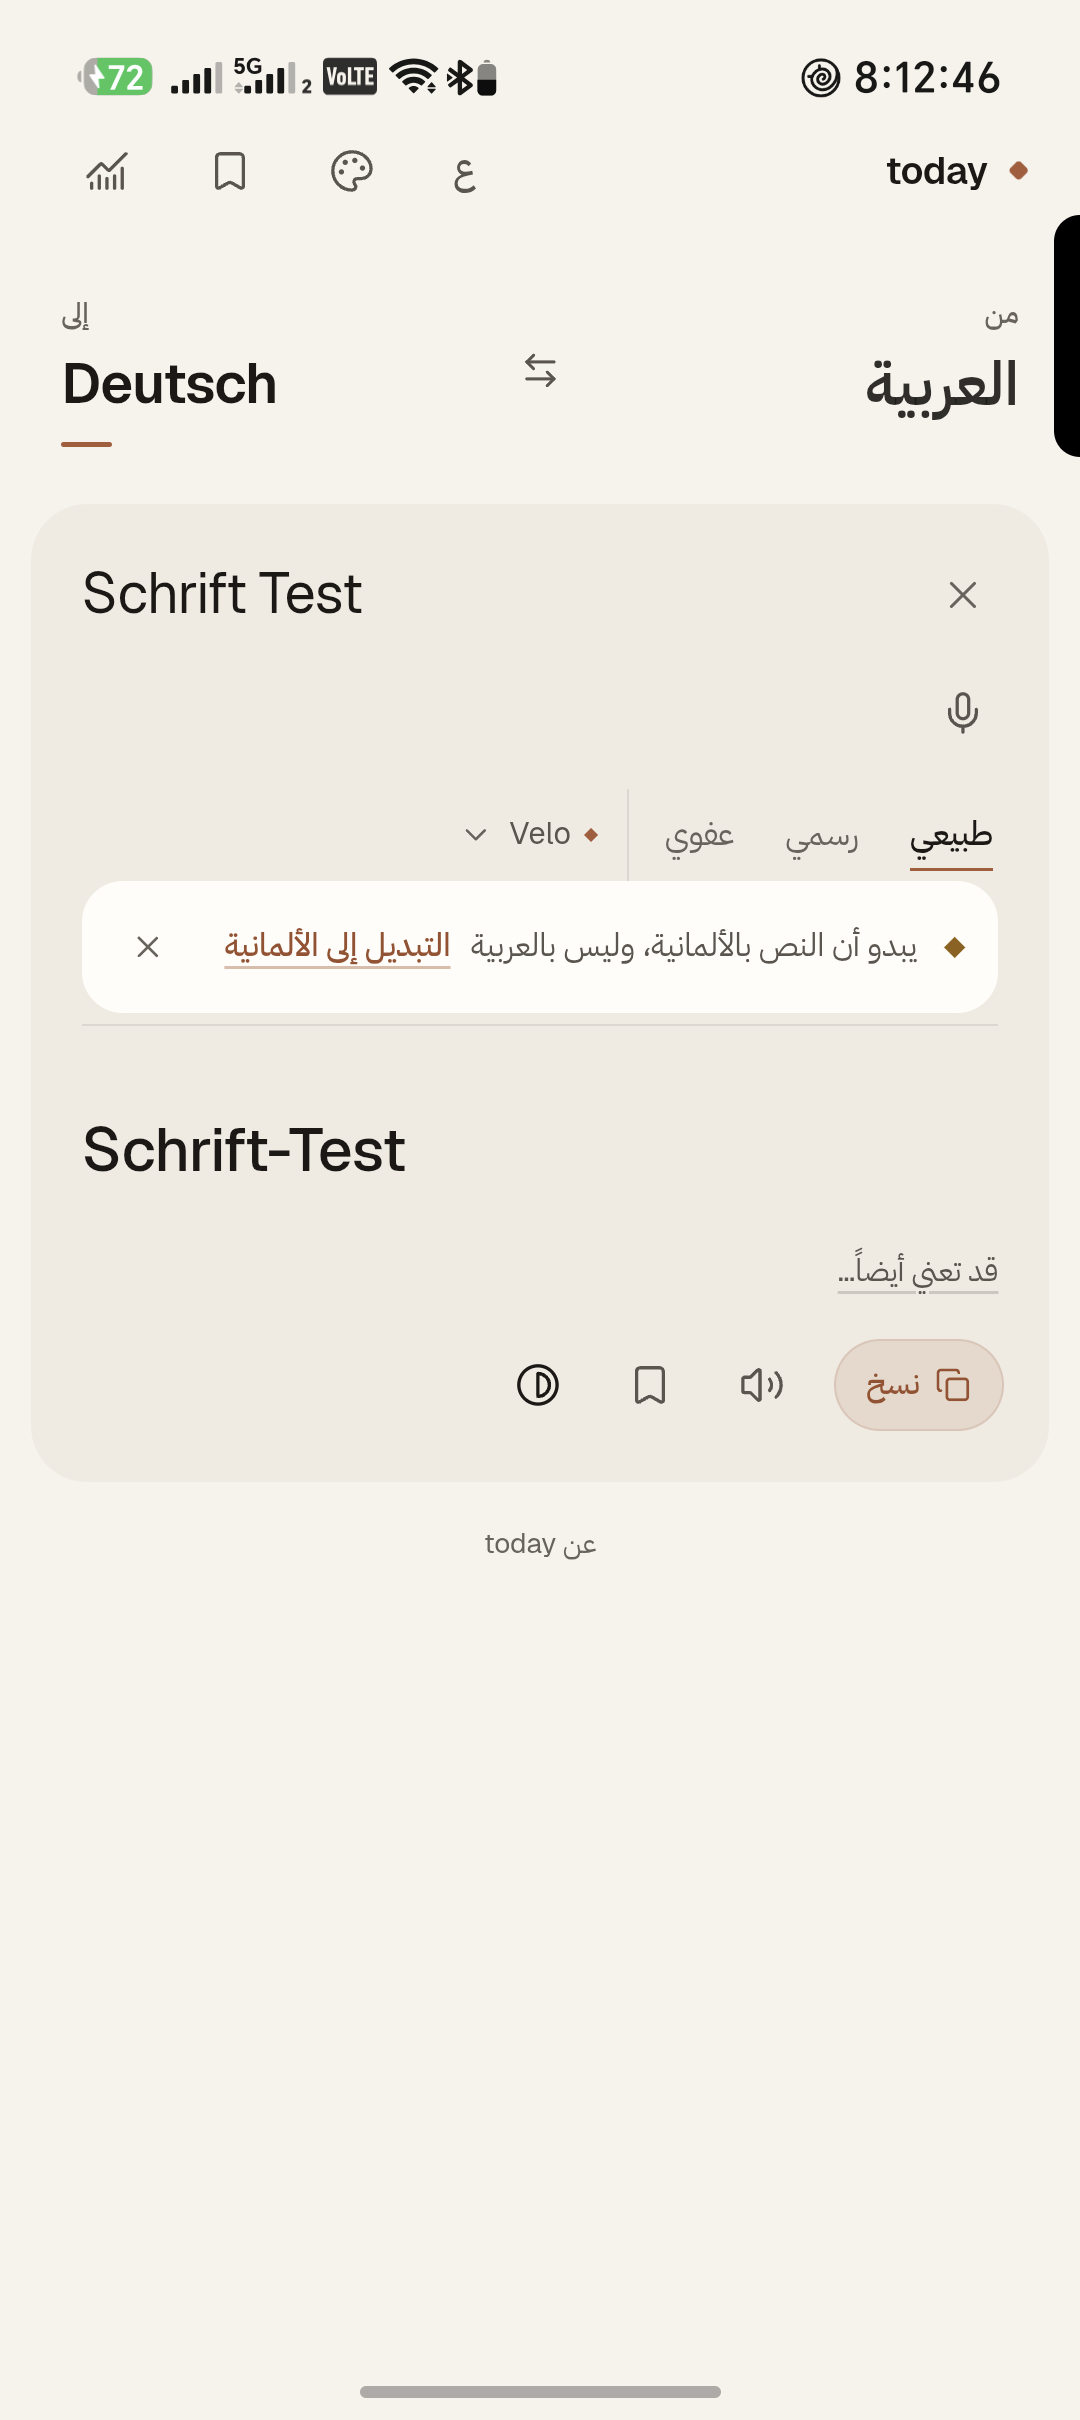 72 5G 2 VoLTE 8:12:46
ع today
من إلى
العربية Deutsch
Schrift Test
طبيعي رسمي عفوي Velo
يبدو أن النص بالألمانية، وليس بالعربية التبديل إلى الألمانية
Schrift-Test
قد تعني أيضاً...
نسخ
عن today